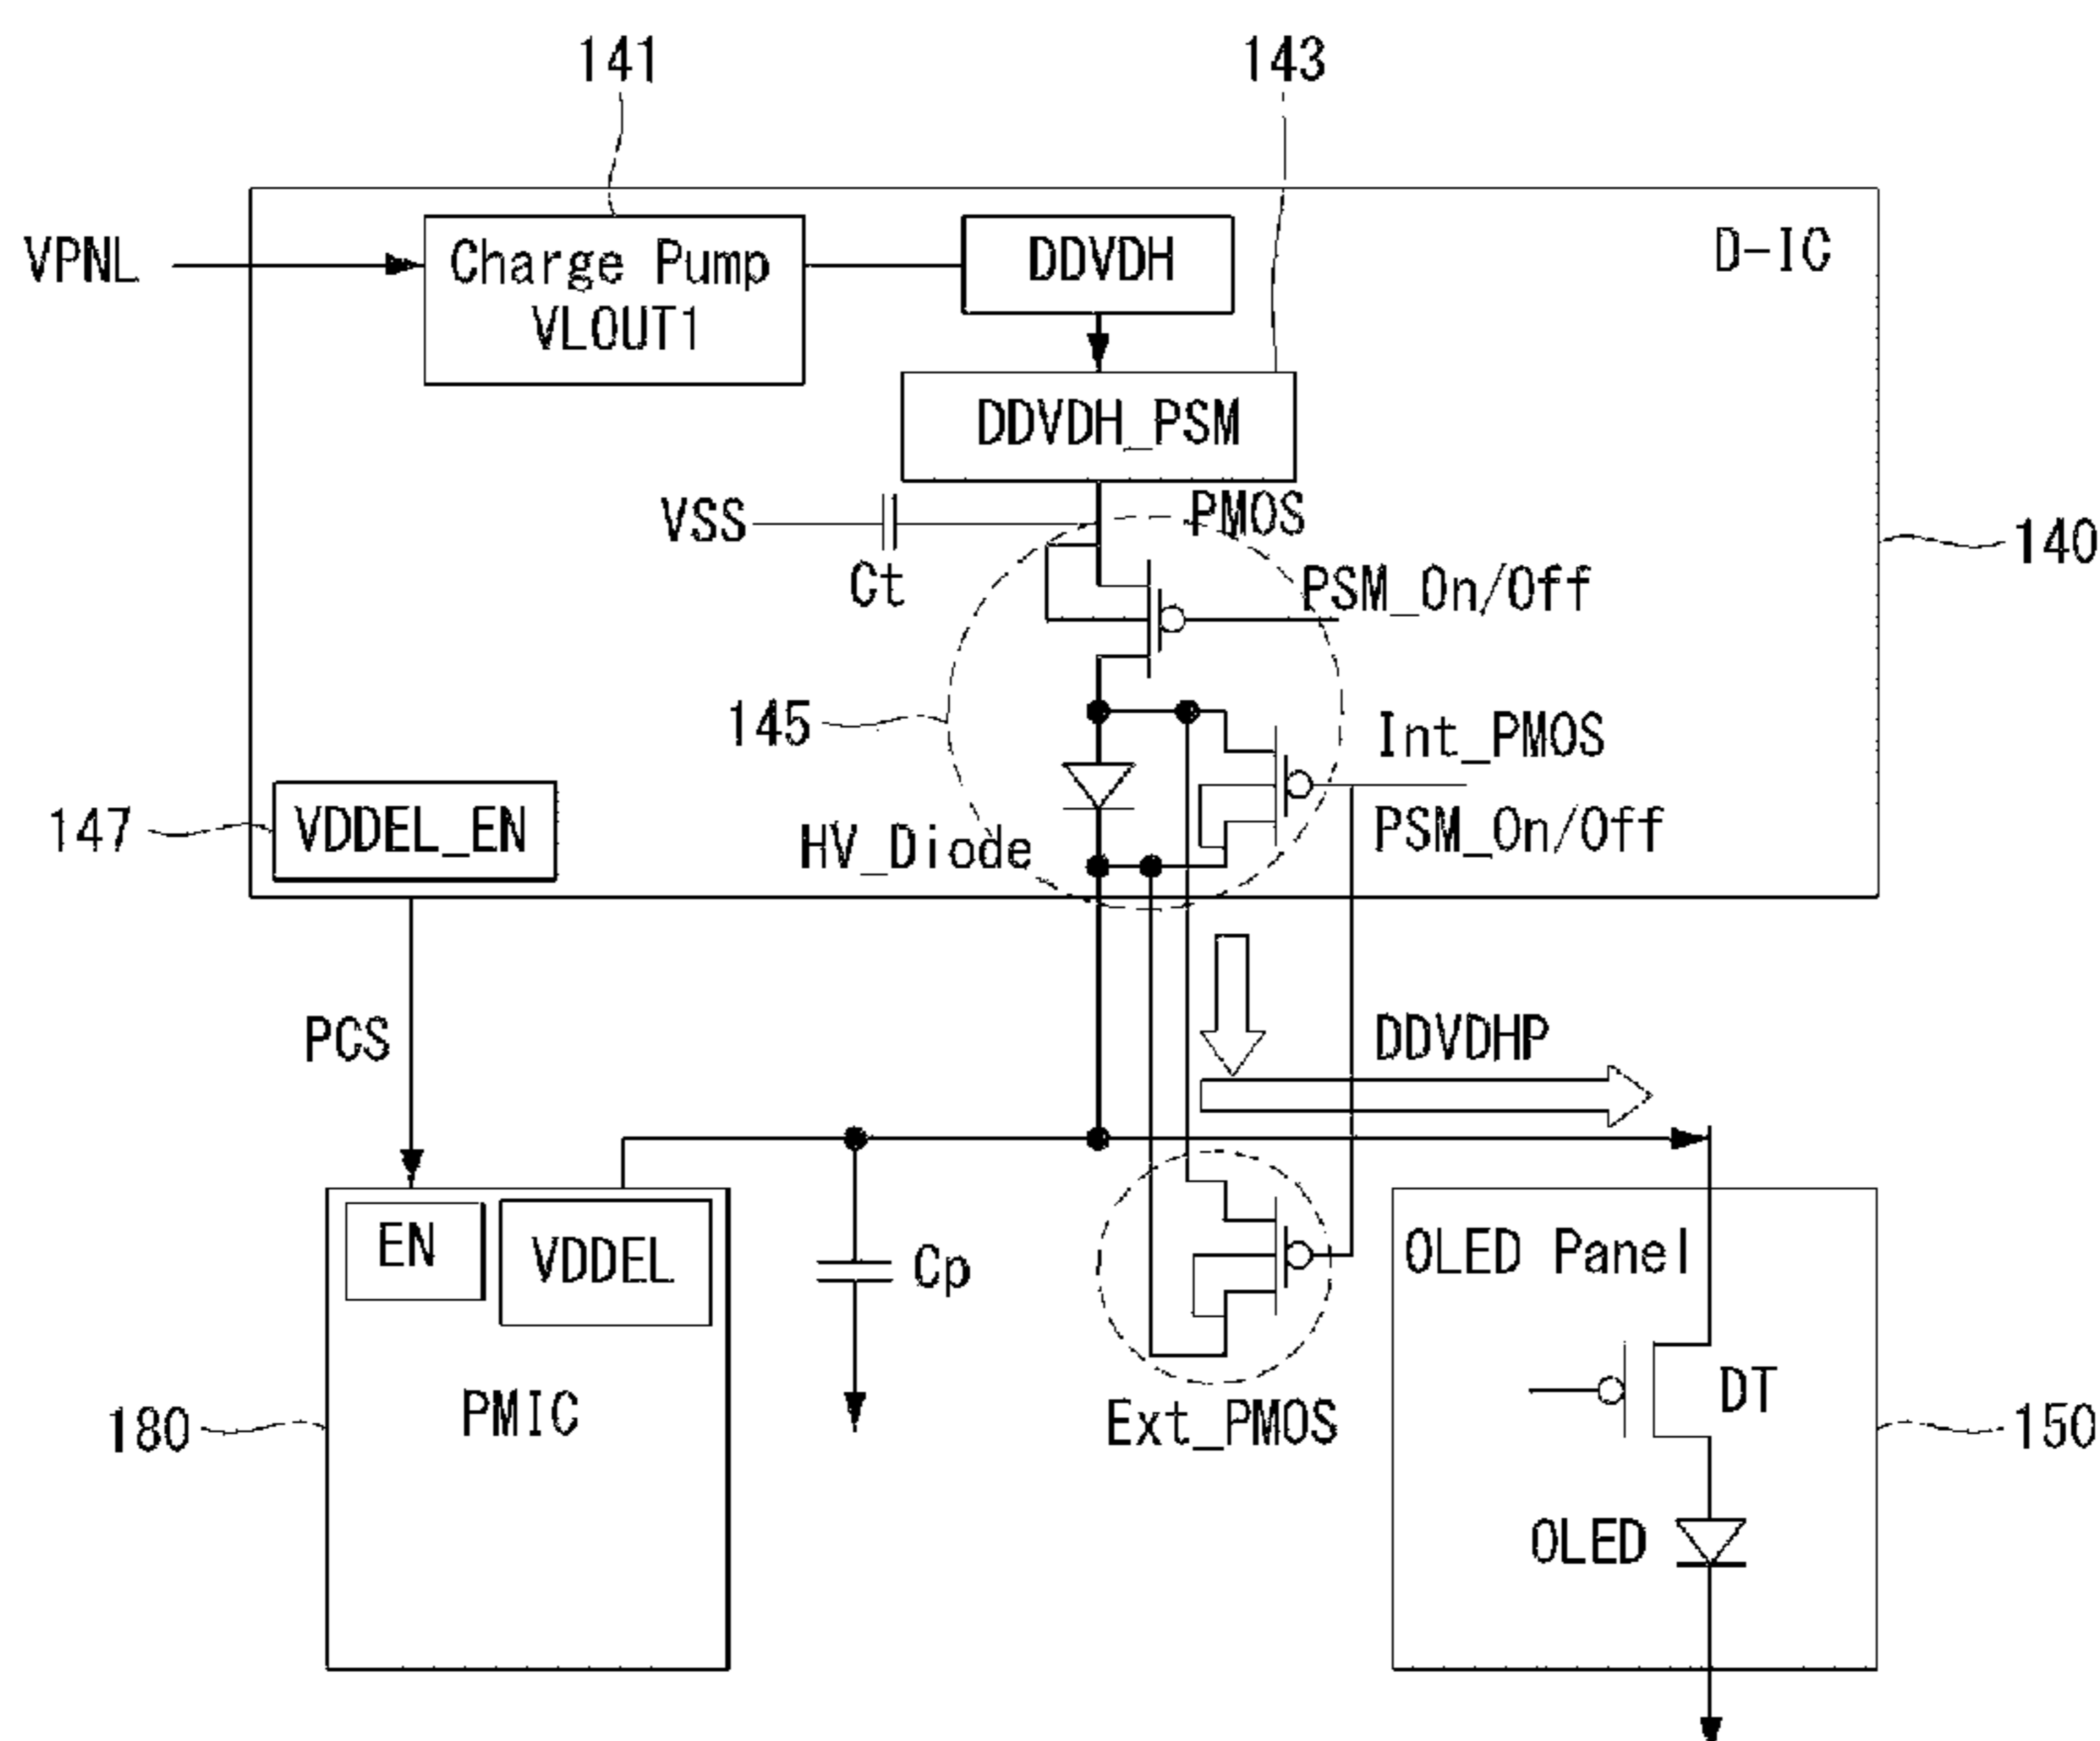 141
143
VPNL
Charge Pump
VLOUT1
DDVDH
D-IC
DDVDH_PSM
VSS
PMOS
Ct
PSM_On/Off
140
145
Int_PMOS
147
VDDEL_EN
HV_Diode
PSM_On/Off
PCS
DDVDHP
EN
VDDEL
Cp
OLED Panel
PMIC
180
Ext_PMOS
DT
150
OLED